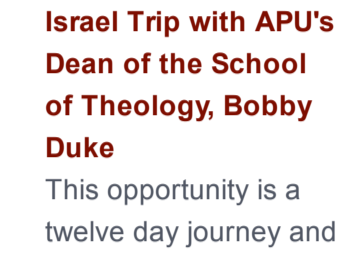 Israel Trip with APU's
Dean of the School
of Theology, Bobby
Duke
This opportunity is a
twelve day journey and